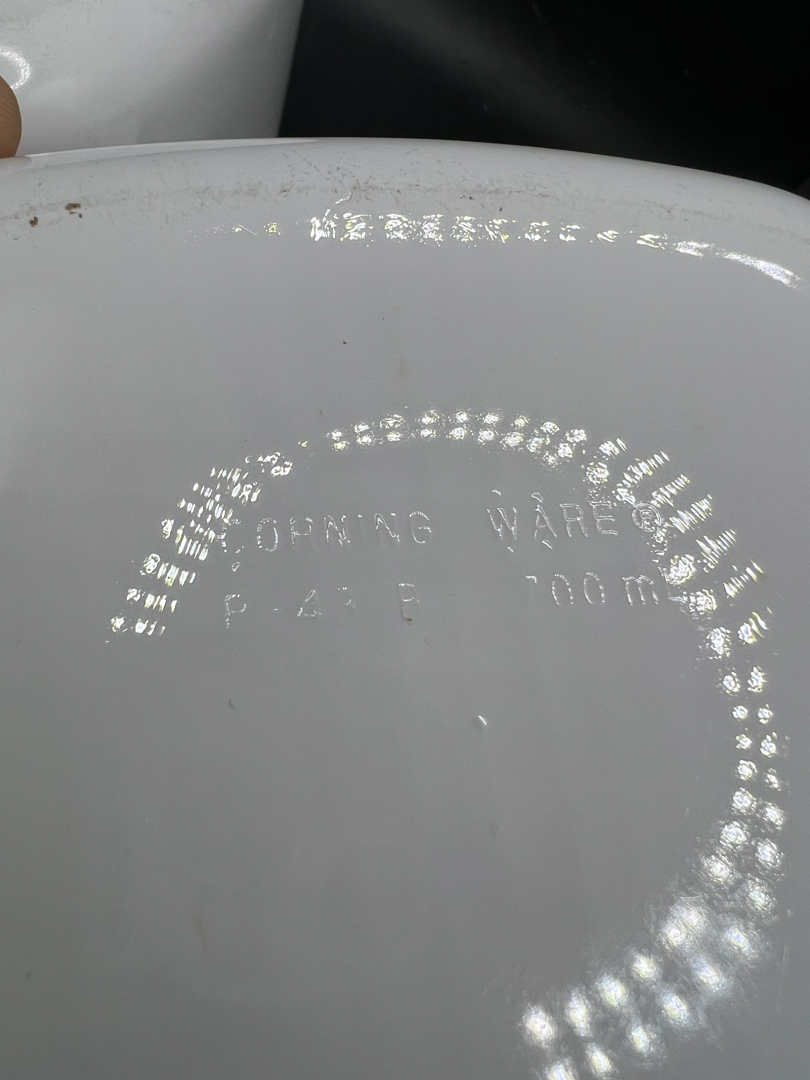 CORNING WARE®
P-43-B 700 ml